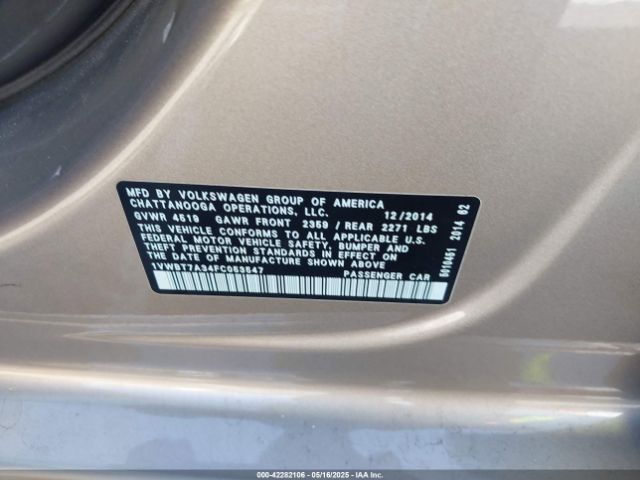 MFD BY VOLKSWAGEN GROUP OF AMERICA
CHATTANOOGA OPERATIONS, LLC. 12/2014
GVWR 4619 GAWR FRONT 2359 / REAR 2271 LBS
THIS VEHICLE CONFORMS TO ALL APPLICABLE U.S.
FEDERAL MOTOR VEHICLE SAFETY, BUMPER AND
THEFT PREVENTION STANDARDS IN EFFECT ON
THE DATE OF MANUFACTURE SHOWN ABOVE
1VWBT7A34FC053547 PASSENGER CAR
5010451 2014 02
000-42282106 - 05/16/2025 - IAA Inc.